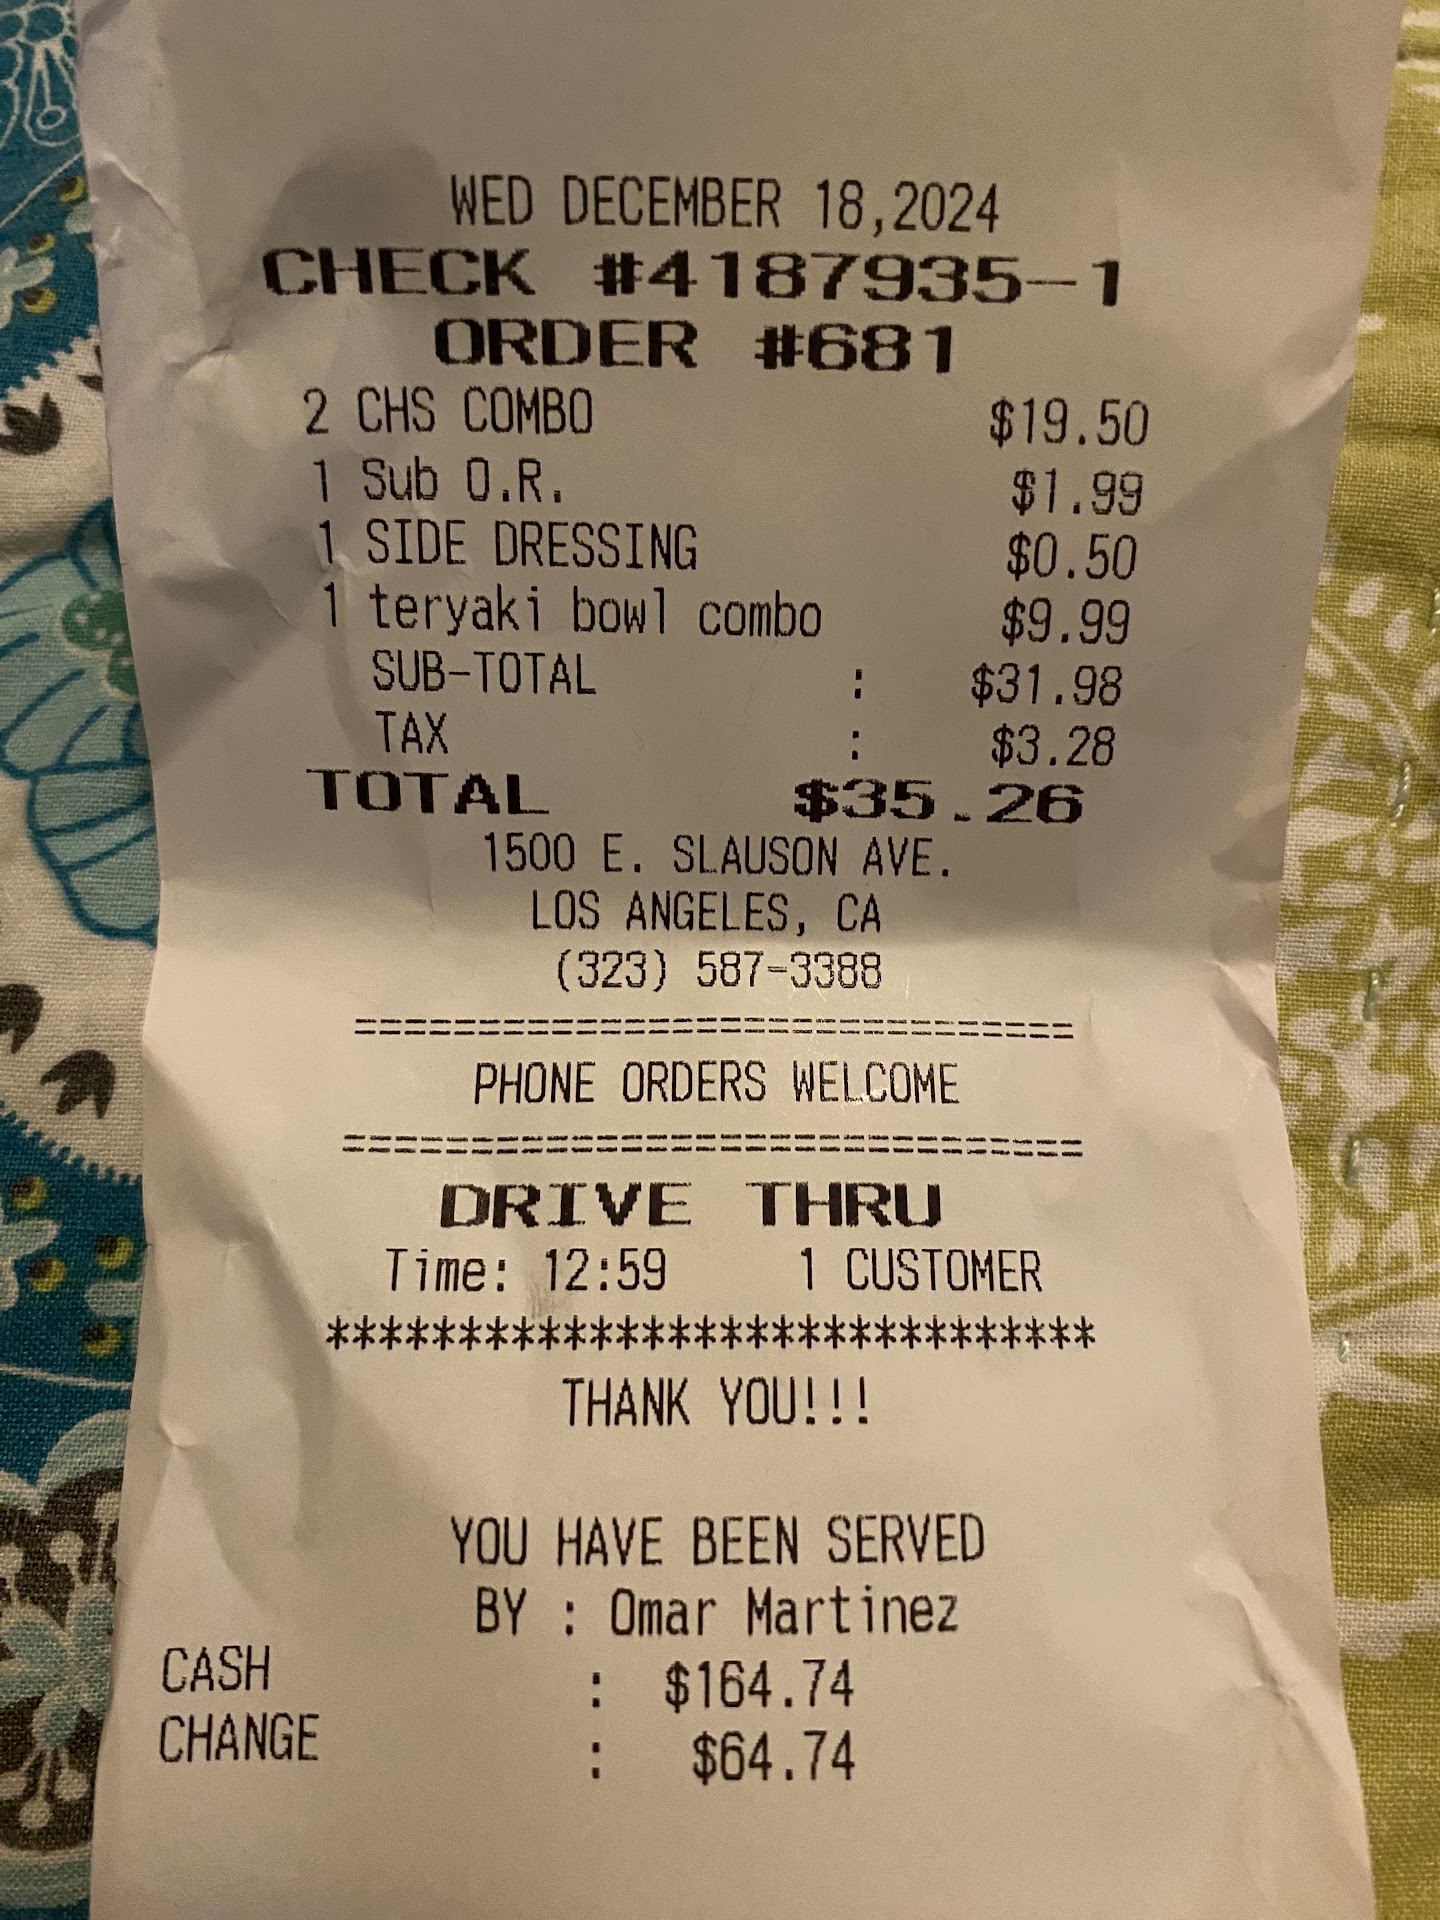 WED DECEMBER 18,2024
CHECK #4187935-1
ORDER #681
2 CHS COMBO $19.50
1 Sub O.R. $1.99
1 SIDE DRESSING $0.50
1 teryaki bowl combo $9.99
SUB-TOTAL : $31.98
TAX : $3.28
TOTAL $35.26
1500 E. SLAUSON AVE.
LOS ANGELES, CA
(323) 587-3388
=============================
PHONE ORDERS WELCOME
==============================
DRIVE THRU
Time: 12:59 1 CUSTOMER
*****************************
THANK YOU!!!
YOU HAVE BEEN SERVED
BY : Omar Martinez
CASH : $164.74
CHANGE : $64.74